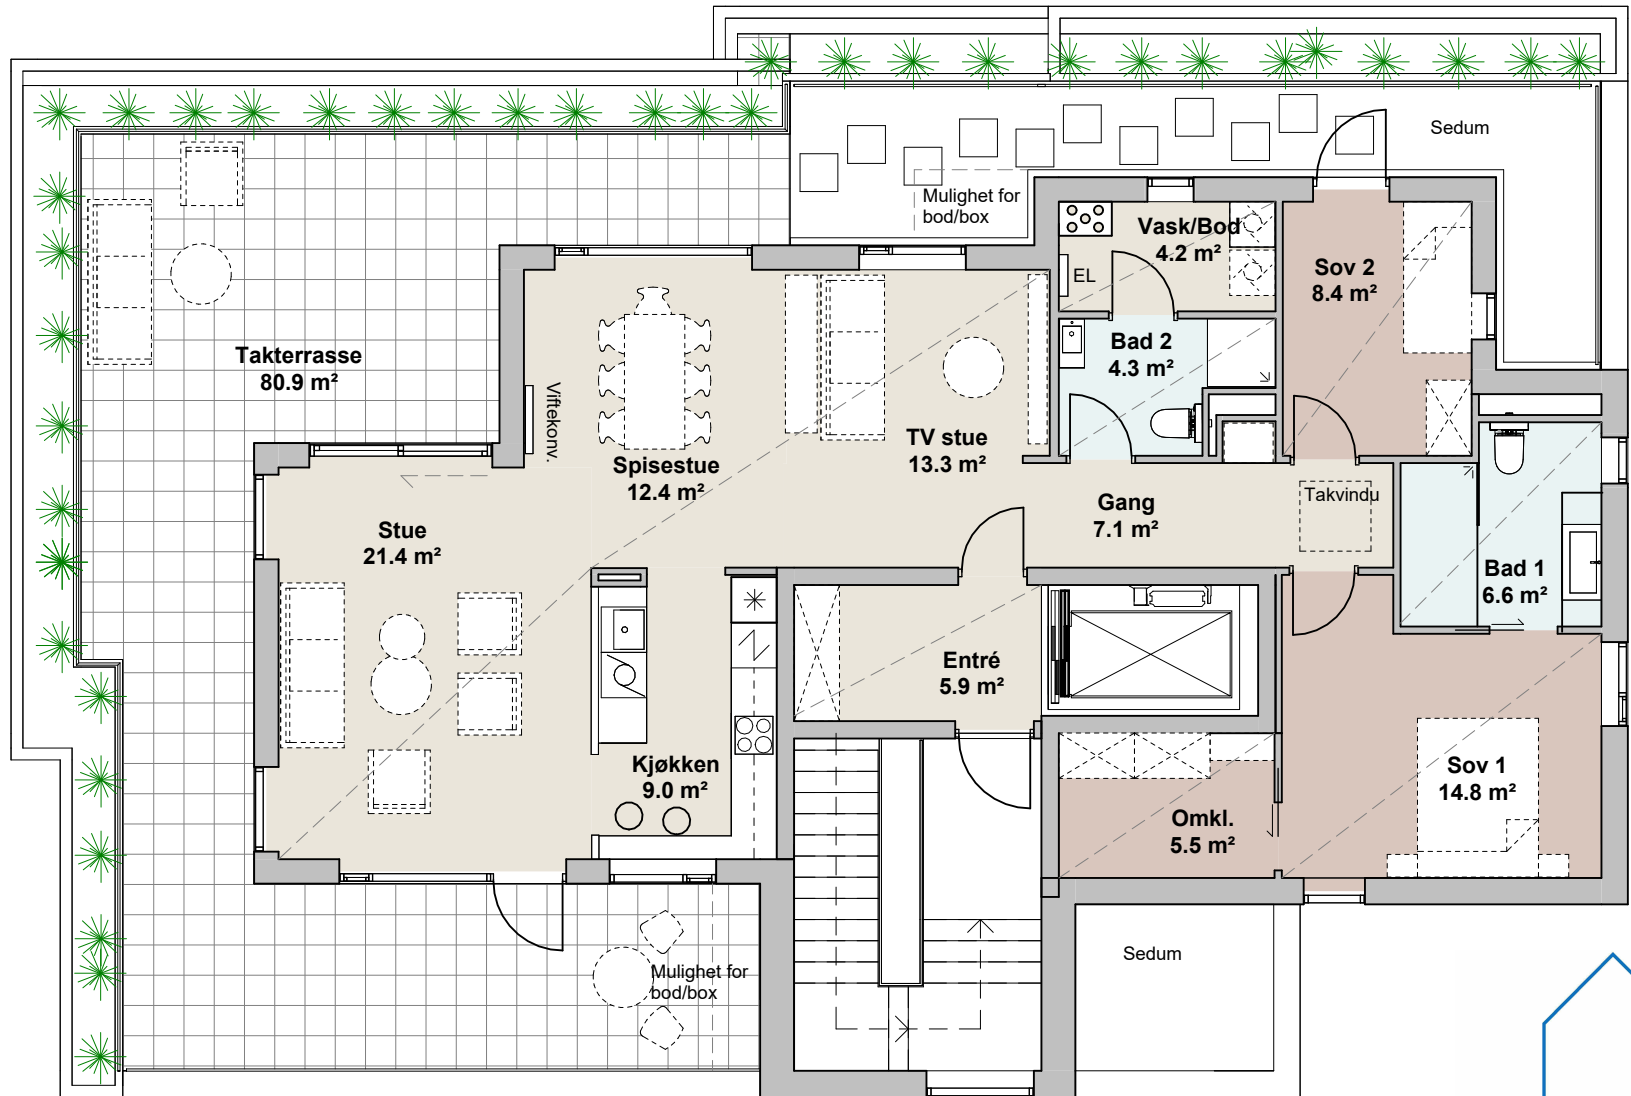 Sedum
Mulighet for
bod/box
Vask/Bod
4.2 m²
EL
Sov 2
8.4 m²
Bad 2
4.3 m²
Takterrasse
80.9 m²
Viftekonv.
TV stue
13.3 m²
Spisestue
12.4 m²
Gang
7.1 m²
Takvindu
Stue
21.4 m²
Bad 1
6.6 m²
Entré
5.9 m²
Kjøkken
9.0 m²
Sov 1
14.8 m²
Omkl.
5.5 m²
Mulighet for
bod/box
Sedum